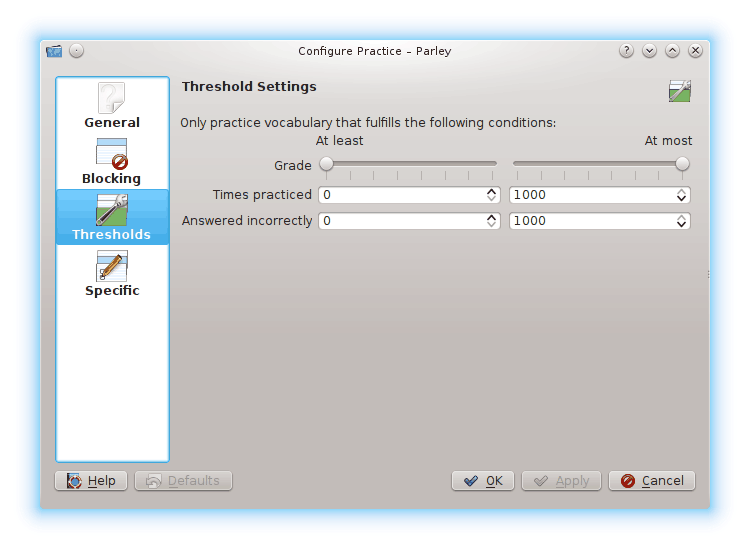 Configure Practice – Parley
General
Blocking
Thresholds
Specific
Threshold Settings
Only practice vocabulary that fulfills the following conditions:
At least At most
Grade
Times practiced 0 1000
Answered incorrectly 0 1000
Help Defaults OK Apply Cancel